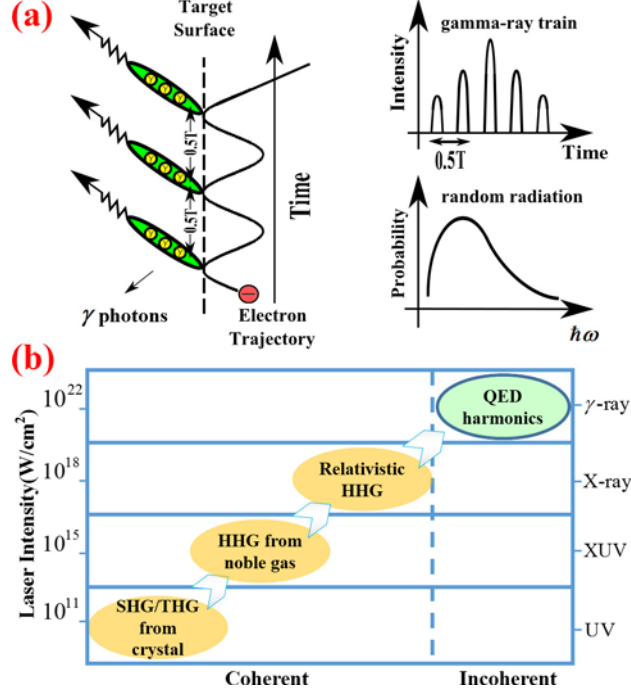 (a)
Target
Surface
γ γ γ
γ γ γ
γ γ γ
0.5T
0.5T
Time
γ photons
Electron
Trajectory
gamma-ray train
Intensity
0.5T
Time
random radiation
Probability
ħω
(b)
Laser Intensity(W/cm²)
10²²
10¹⁸
10¹⁵
10¹¹
QED
harmonics
Relativistic
HHG
HHG from
noble gas
SHG/THG
from
crystal
γ-ray
X-ray
XUV
UV
Coherent
Incoherent